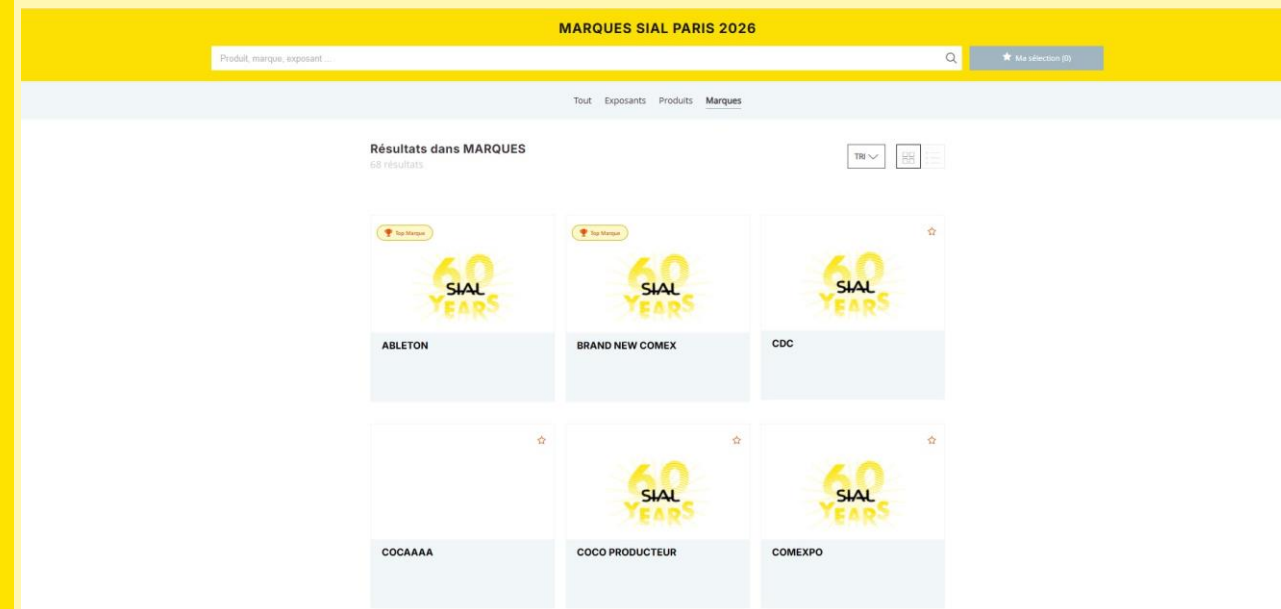 MARQUES SIAL PARIS 2026
Produit, marque, exposant ...
Ma sélection (0)
Tout Exposants Produits Marques
Résultats dans MARQUES
68 résultats
TRI
Top Marque
60
SIAL
YEARS
ABLETON
Top Marque
60
SIAL
YEARS
BRAND NEW COMEX
60
SIAL
YEARS
CDC
COCAAAA
60
SIAL
YEARS
COCO PRODUCTEUR
60
SIAL
YEARS
COMEXPO